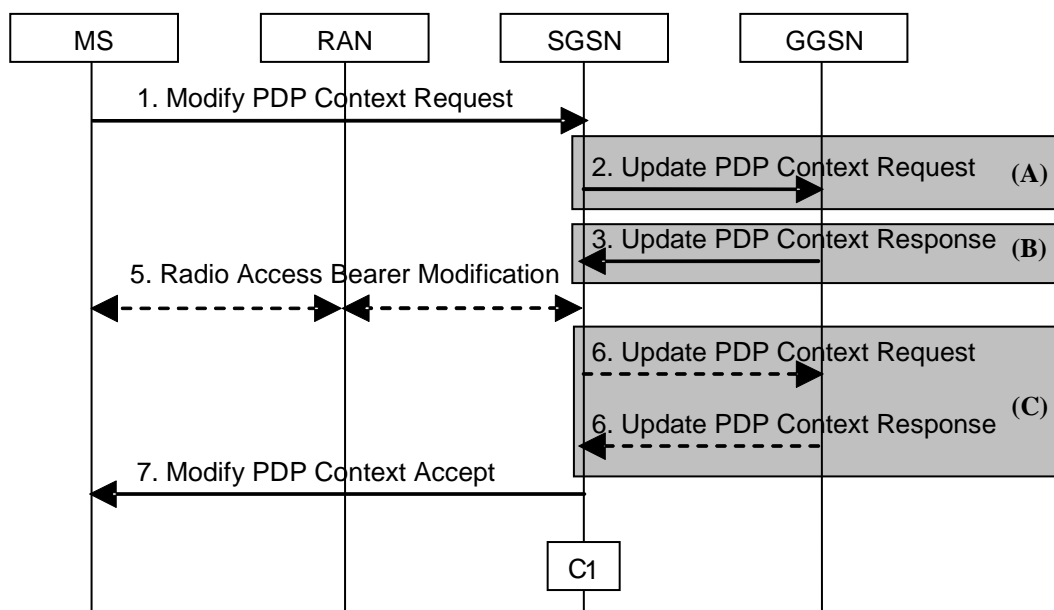 MS
RAN
SGSN
GGSN
1. Modify PDP Context Request
2. Update PDP Context Request
(A)
3. Update PDP Context Response
(B)
5. Radio Access Bearer Modification
6. Update PDP Context Request
(C)
6. Update PDP Context Response
7. Modify PDP Context Accept
C1